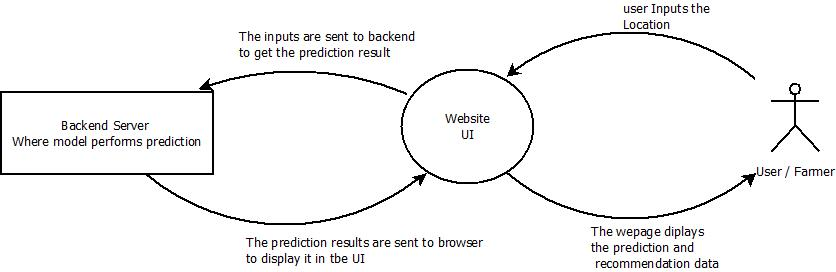 user Inputs the
Location
The inputs are sent to backend
to get the prediction result
Backend Server
Where model performs prediction
Website
UI
User / Farmer
The prediction results are sent to browser
to display it in tbe UI
The wepage diplays
the prediction and
recommendation data)